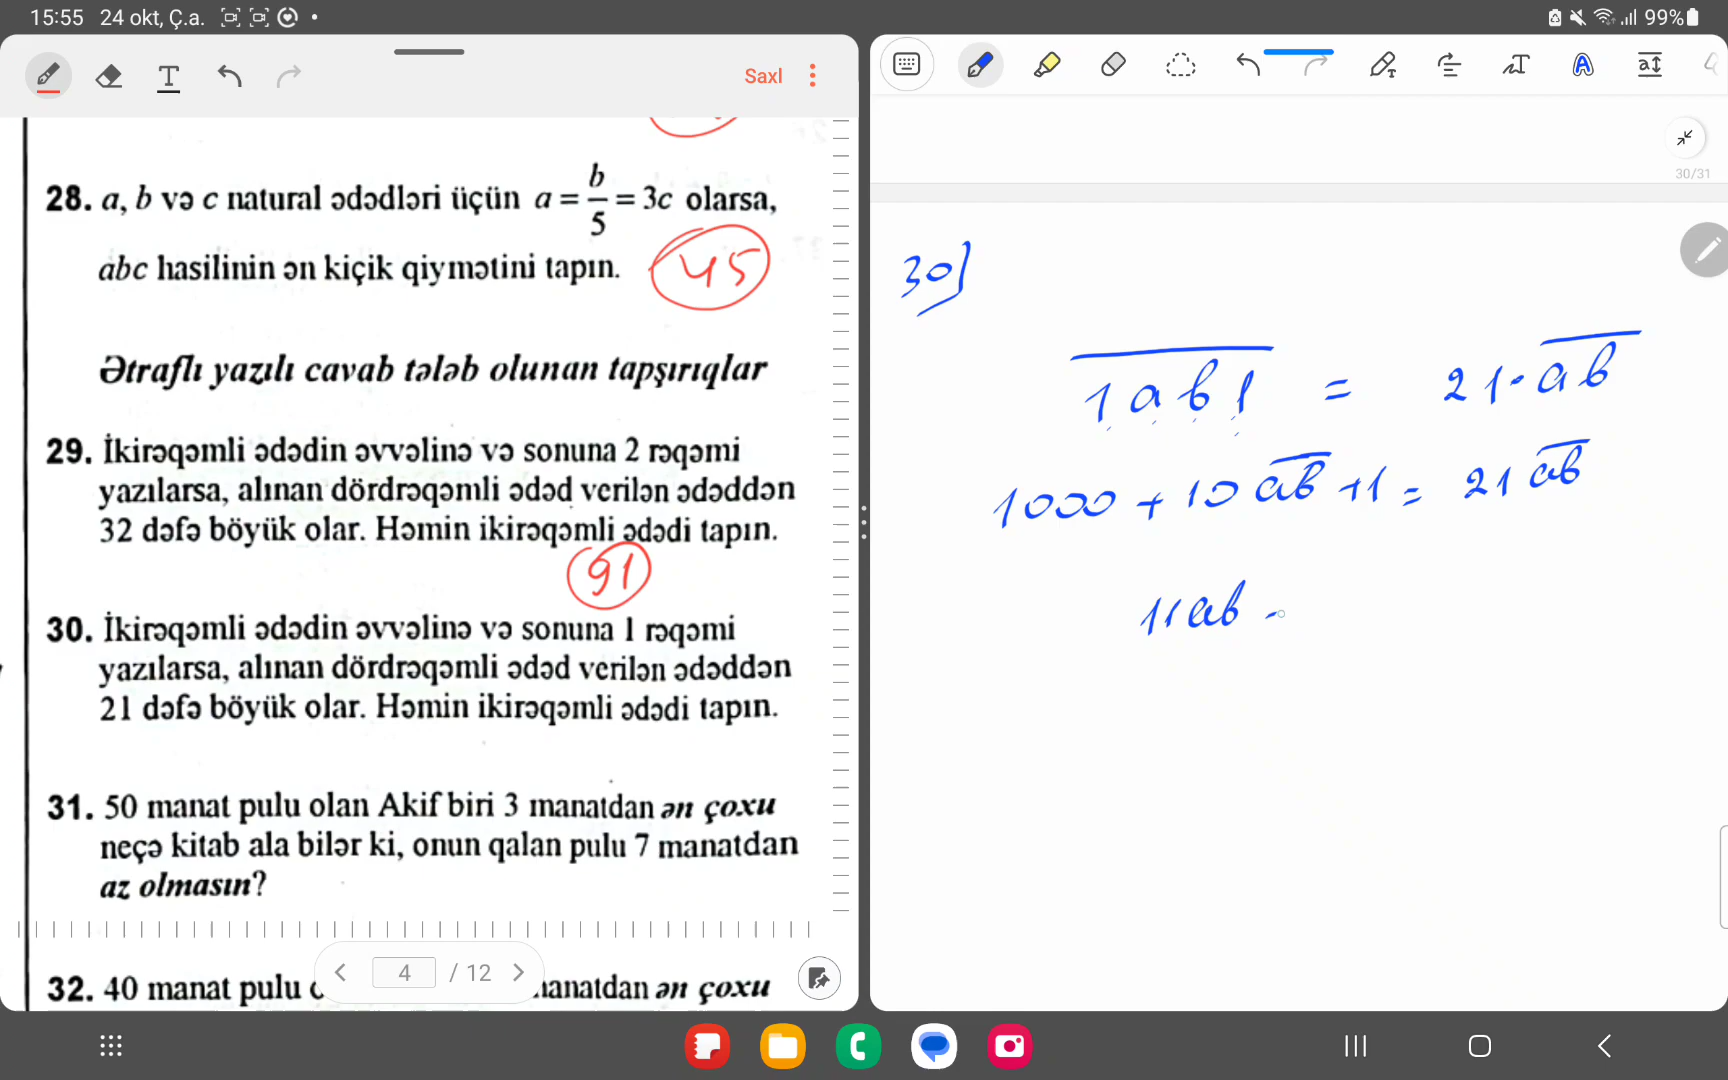 15:55 24 okt, Ç.a. 99%
Saxl
28. a, b və c natural ədədləri üçün a = b/5 = 3c olarsa,
abc hasilinin ən kiçik qiymətini tapın.
45
Ətraflı yazılı cavab tələb olunan tapşırıqlar
29. İkirəqəmli ədədin əvvəlinə və sonuna 2 rəqəmi
yazılarsa, alınan dördrəqəmli ədəd verilən ədəddən
32 dəfə böyük olar. Həmin ikirəqəmli ədədi tapın.
91
30. İkirəqəmli ədədin əvvəlinə və sonuna 1 rəqəmi
yazılarsa, alınan dördrəqəmli ədəd verilən ədəddən
21 dəfə böyük olar. Həmin ikirəqəmli ədədi tapın.
31. 50 manat pulu olan Akif biri 3 manatdan ən çoxu
neçə kitab ala bilər ki, onun qalan pulu 7 manatdan
az olmasın?
4 / 12
32. 40 manat pulu manatdan ən çoxu
30/31
30)
1ab1 = 21·ab
1000 + 10ab + 1 = 21ab
11ab -